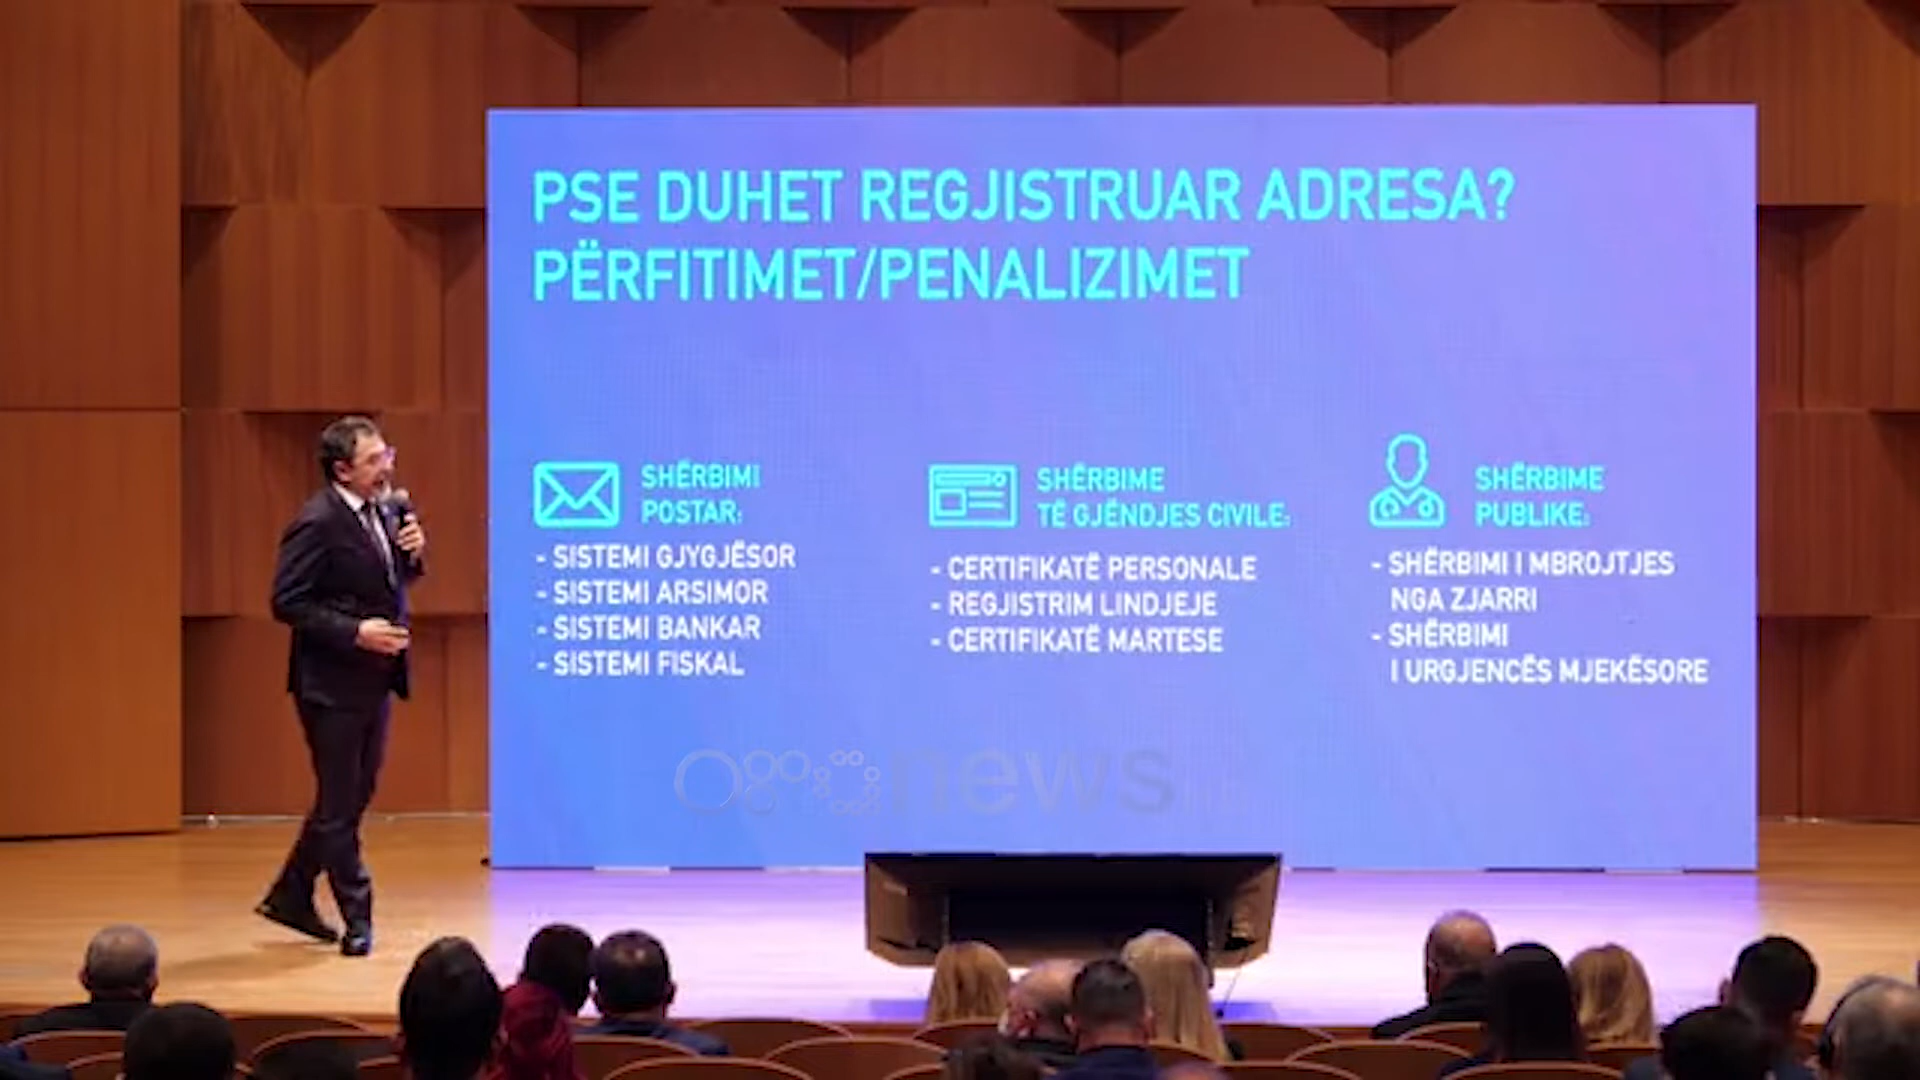 PSE DUHET REGJISTRUAR ADRESA?
PËRFITIMET/PENALIZIMET
SHËRBIMI
POSTAR:
- SISTEMI GJYGJËSOR
- SISTEMI ARSIMOR
- SISTEMI BANKAR
- SISTEMI FISKAL
SHËRBIME
TË GJËNDJES CIVILE:
- CERTIFIKATË PERSONALE
- REGJISTRIM LINDJEJE
- CERTIFIKATË MARTESE
SHËRBIME
PUBLIKE:
- SHËRBIMI I MBROJTJES
NGA ZJARRI
- SHËRBIMI
I URGJENCËS MJEKËSORE
news